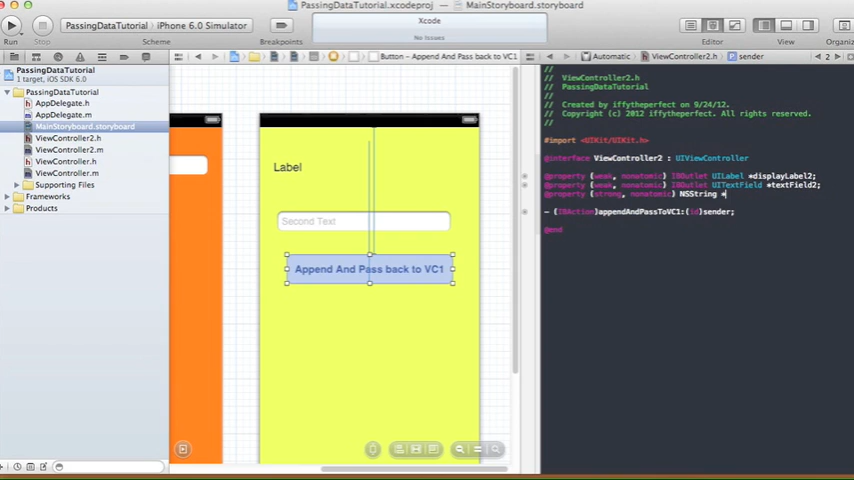 PassingDataTutorial.xcodeproj
MainStoryboard.storyboard
PassingDataTutorial
iPhone 6.0 Simulator
Xcode
No Issues
Run
Stop
Scheme
Breakpoints
Editor
View
Organiz
Button – Append And Pass back to VC1
Automatic
ViewController2.h
sender
2
PassingDataTutorial
1 target, iOS SDK 6.0
PassingDataTutorial
AppDelegate.h
AppDelegate.m
MainStoryboard.storyboard
ViewController2.h
ViewController2.m
ViewController.h
ViewController.m
Supporting Files
Frameworks
Products
Label
Second Text
Append And Pass back to VC1
//
// ViewController2.h
// PassingDataTutorial
//
// Created by iffytheperfect on 9/24/12.
// Copyright (c) 2012 iffytheperfect. All rights reserved.
//
#import <UIKit/UIKit.h>
@interface ViewController2 : UIViewController
@property (weak, nonatomic) IBOutlet UILabel *displayLabel2;
@property (weak, nonatomic) IBOutlet UITextField *textField2;
@property (strong, nonatomic) NSString *
- (IBAction)appendAndPassToVC1:(id)sender;
@end